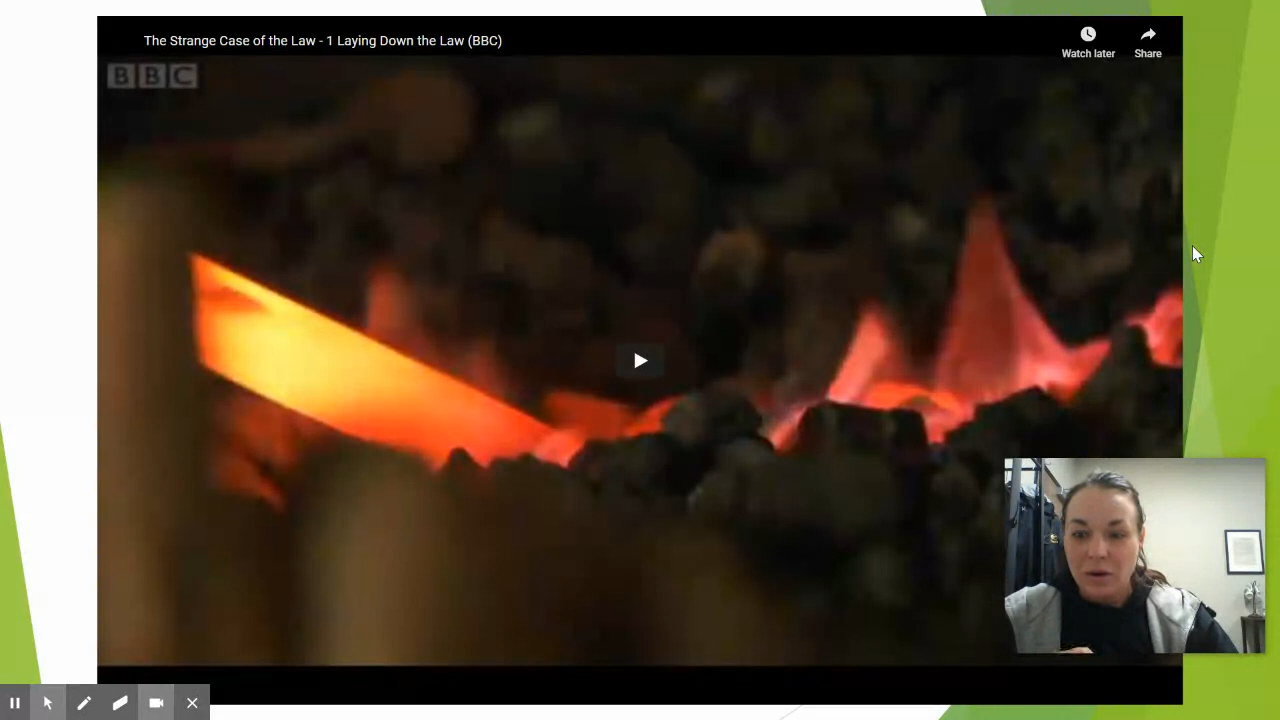 The Strange Case of the Law - 1 Laying Down the Law (BBC)
Watch later
Share
BBC